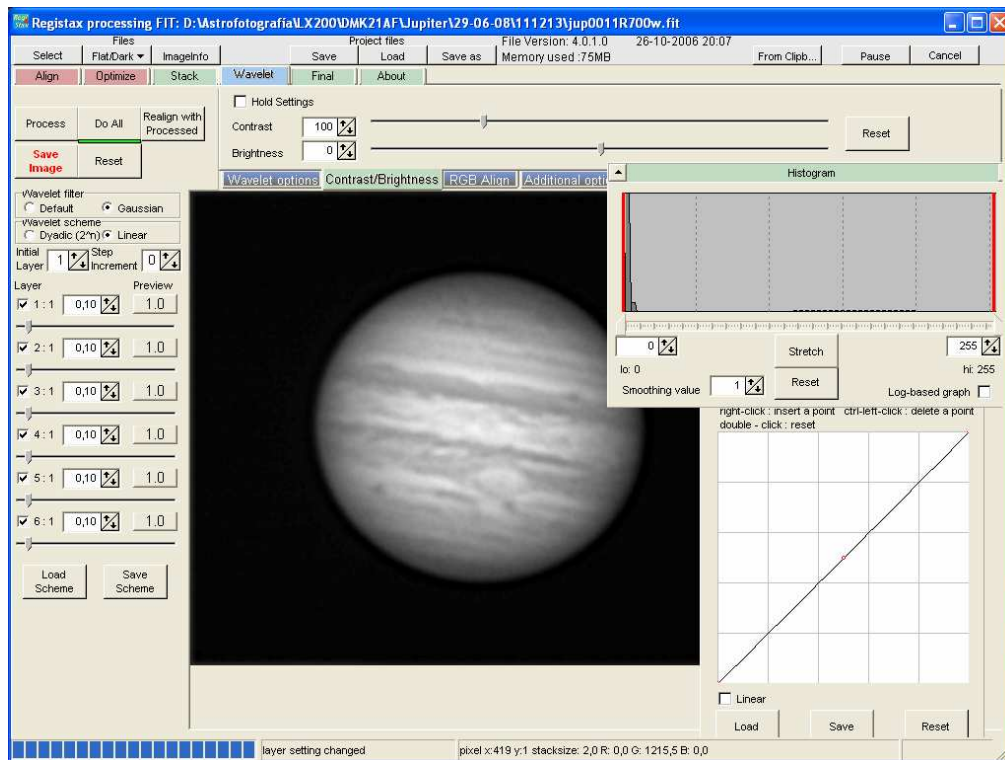 Registax processing FIT: D:\Astrofotografia\LX200\DMK21AF\Jupiter\29-06-08\111213\jup0011R700w.fit
Files Project files File Version: 4.0.1.0 26-10-2006 20:07
Select Flat/Dark ImageInfo Save Load Save as Memory used :75MB From Clipb... Pause Cancel
Align Optimize Stack Wavelet Final About
Hold Settings
Process Do All Realign with Processed
Contrast 100 Reset
Brightness 0
Save Image Reset
Wavelet options Contrast/Brightness RGB Align Additional opti
Histogram
Wavelet filter
Default Gaussian
Wavelet scheme
Dyadic (2^n) Linear
Initial Layer 1 Step Increment 0
Layer Preview
1 : 1 0,10 1.0
2 : 1 0,10 1.0
3 : 1 0,10 1.0
4 : 1 0,10 1.0
5 : 1 0,10 1.0
6 : 1 0,10 1.0
Load Scheme Save Scheme
0 Stretch 255
lo: 0 hi: 255
Smoothing value 1 Reset Log-based graph
right-click : insert a point ctrl-left-click : delete a point
double - click : reset
Linear
Load Save Reset
layer setting changed pixel x:419 y:1 stacksize: 2,0 R: 0,0 G: 1215,5 B: 0,0